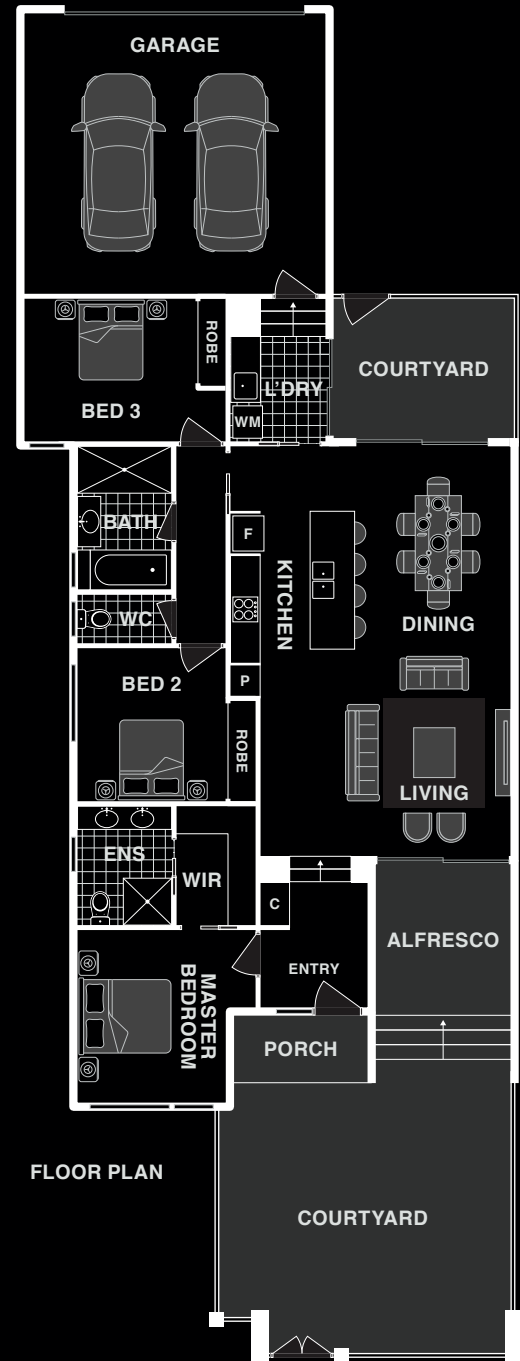 GARAGE
ROBE
COURTYARD
L'DRY
BED 3
WM
BATH
F
KITCHEN
WC
DINING
P
BED 2
ROBE
LIVING
ENS
WIR
C
ALFRESCO
ENTRY
MASTER
BEDROOM
PORCH
FLOOR PLAN
COURTYARD